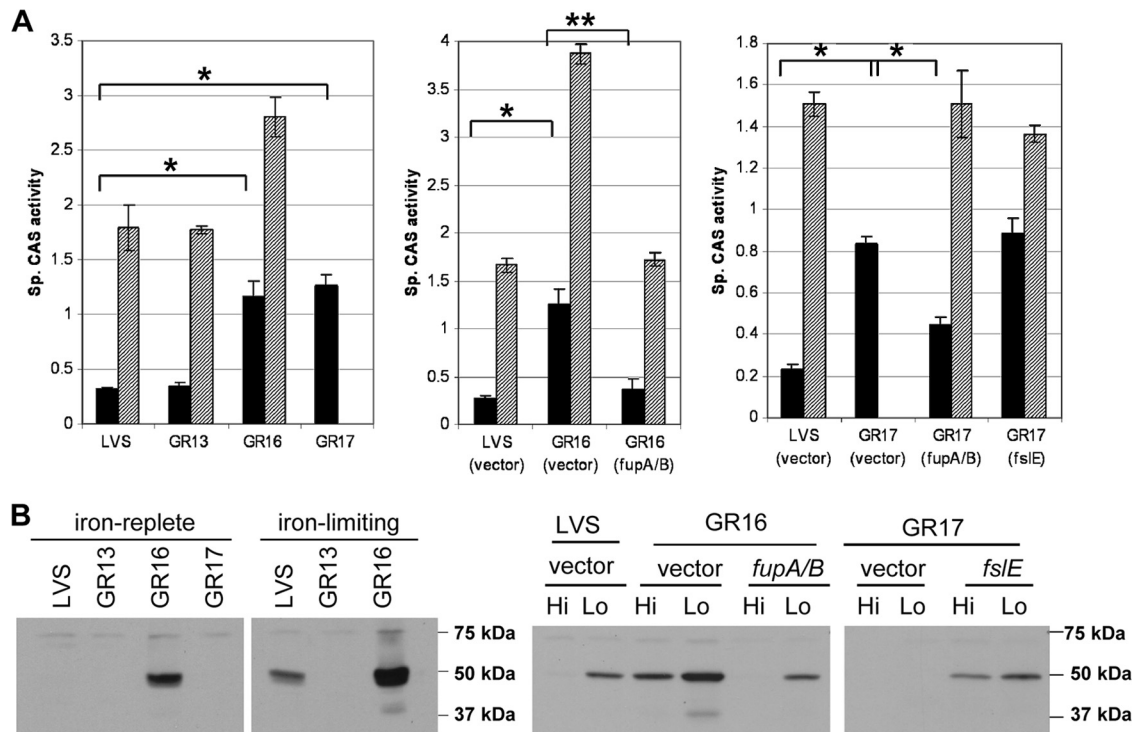 A
Sp. CAS activity
3.5
3
2.5
2
1.5
1
0.5
0
*
*
LVS
GR13
GR16
GR17
Sp. CAS activity
4
3.5
4
3
2.5
2
1.5
1
0.5
0
**
*
LVS (vector)
GR16 (vector)
GR16 (fupA/B)
Sp. CAS activity
1.8
1.6
1.4
1.2
1
0.8
0.6
0.4
0.2
0
* *
LVS (vector)
GR17 (vector)
GR17 (fupA/B)
GR17 (fslE)
B
iron-replete
LVS
GR13
GR16
GR17
iron-limiting
LVS
GR13
GR16
75 kDa
50 kDa
37 kDa
LVS
GR16
GR17
vector
vector
fupA/B
vector
fslE
Hi Lo Hi Lo Hi Lo Hi Lo Hi Lo
75 kDa
50 kDa
37 kDa